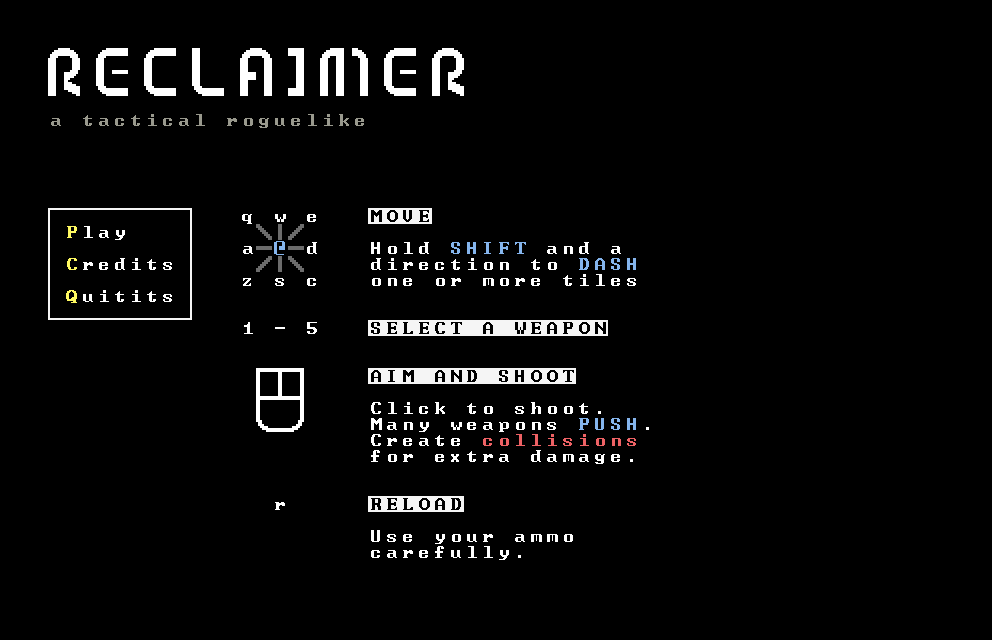 RECLAIMER
a tactical roguelike
Play
Credits
Quitits
q w e
a @ d
z s c
MOVE
Hold SHIFT and a
direction to DASH
one or more tiles
1 - 5
SELECT A WEAPON
AIM AND SHOOT
Click to shoot.
Many weapons PUSH.
Create collisions
for extra damage.
r
RELOAD
Use your ammo
carefully.